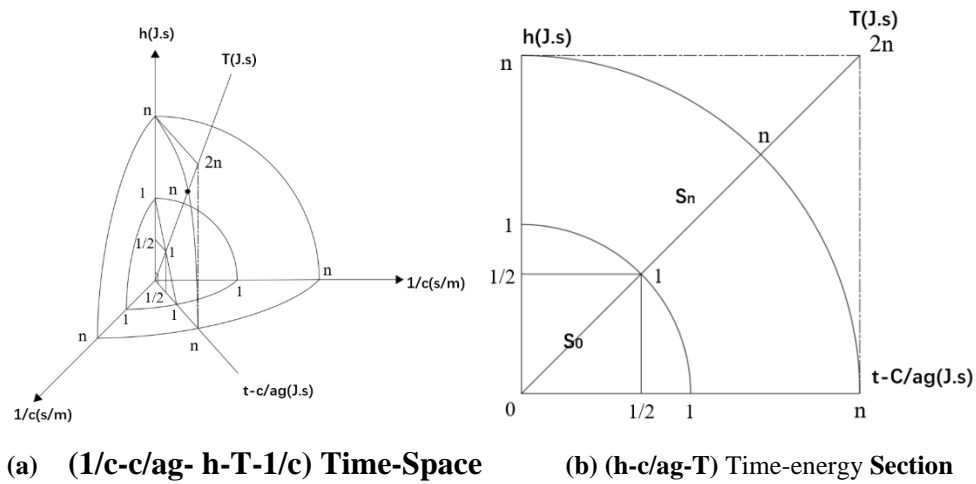 h(J.s)
T(J.s)
n
2n
n
1
1/2
1
1/2
1
1
1
n
n
n
1/c(s/m)
t-c/ag(J.s)
1/c(s/m)
h(J.s)
T(J.s)
2n
n
n
Sn
1
1/2
1
S0
t-C/ag(J.s)
0
1/2
1
n
(a) (1/c-c/ag- h-T-1/c) Time-Space
(b) (h-c/ag-T) Time-energy Section